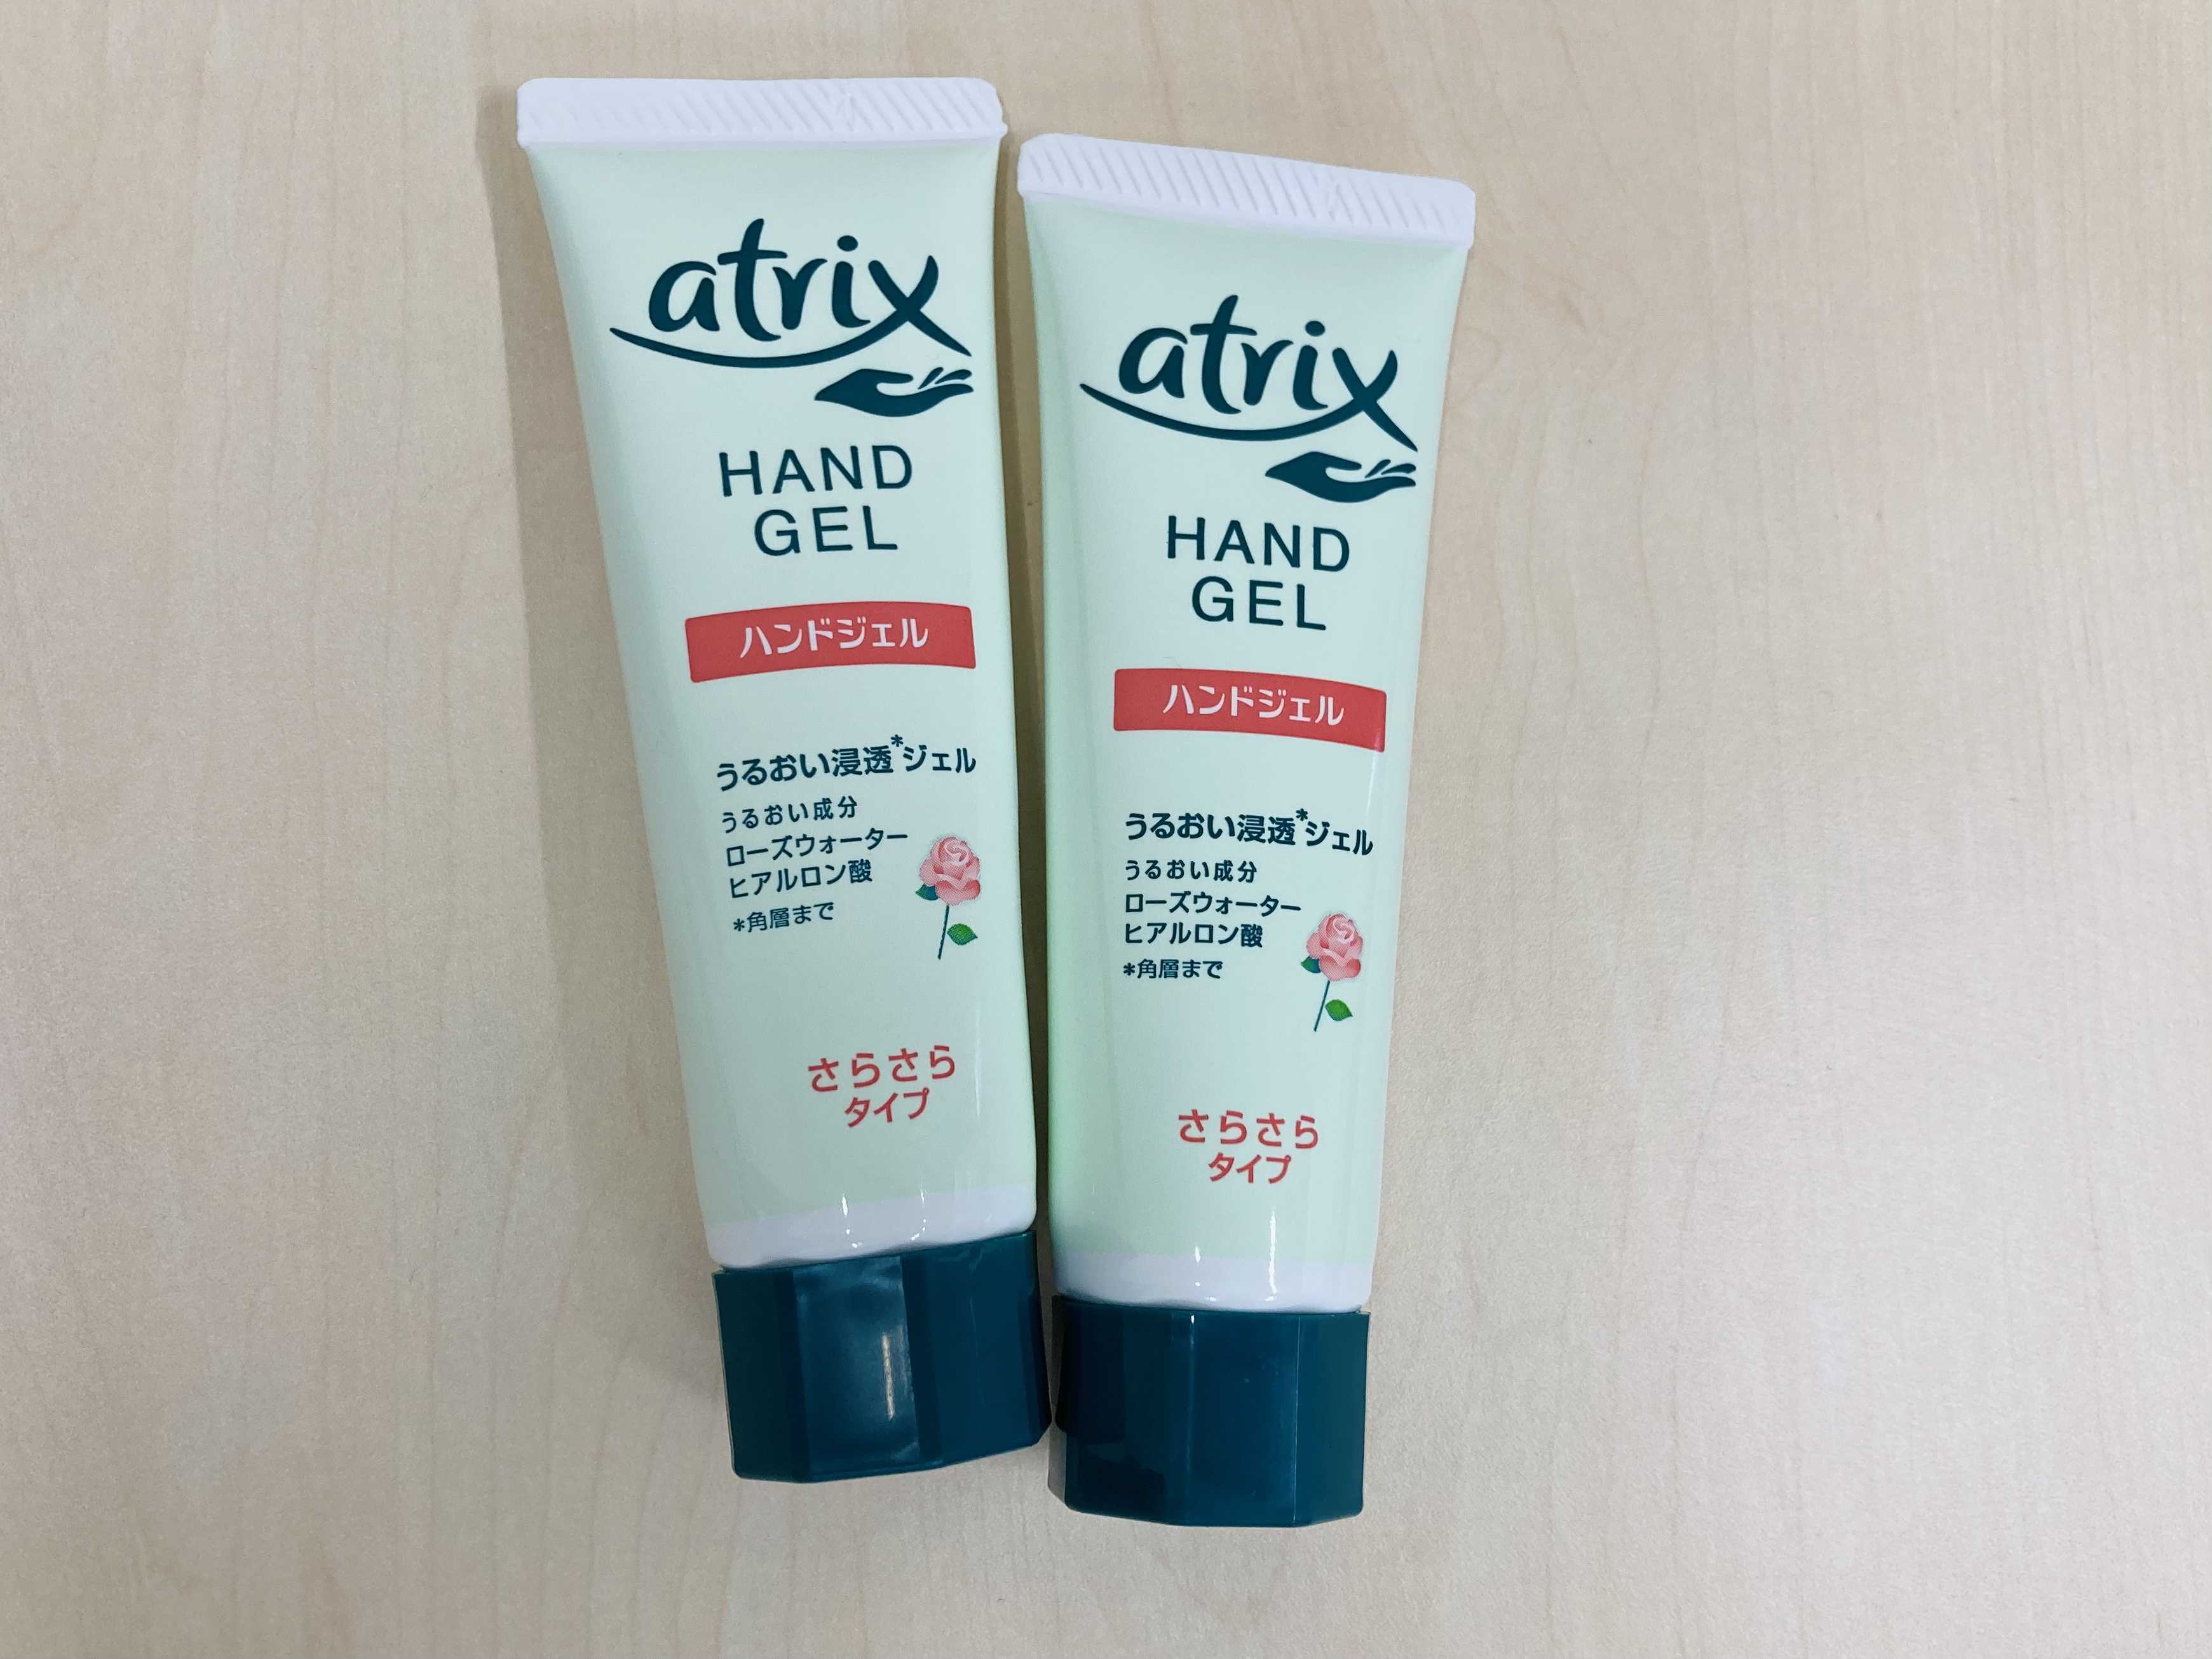 atrix
HAND
GEL
ハンドジェル
うるおい浸透*ジェル
うるおい成分
ローズウォーター
ヒアルロン酸
*角層まで
さらさら
タイプ
atrix
HAND
GEL
ハンドジェル
うるおい浸透*ジェル
うるおい成分
ローズウォーター
ヒアルロン酸
*角層まで
さらさら
タイプ